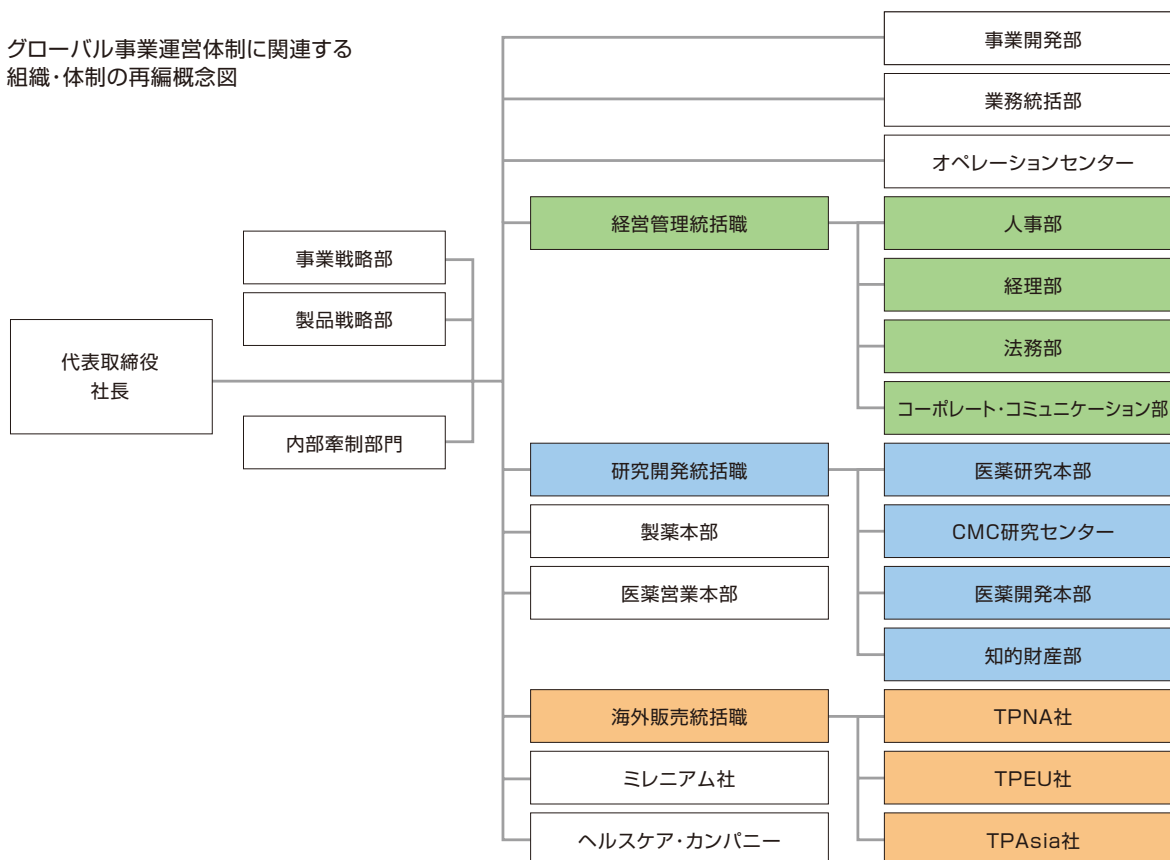 グローバル事業運営体制に関連する
組織・体制の再編概念図
代表取締役
社長
事業戦略部
製品戦略部
内部牽制部門
事業開発部
業務統括部
オペレーションセンター
経営管理統括職
人事部
経理部
法務部
コーポレート・コミュニケーション部
研究開発統括職
医薬研究本部
製薬本部
CMC研究センター
医薬営業本部
医薬開発本部
知的財産部
海外販売統括職
TPNA社
ミレニアム社
TPEU社
ヘルスケア・カンパニー
TPAsia社